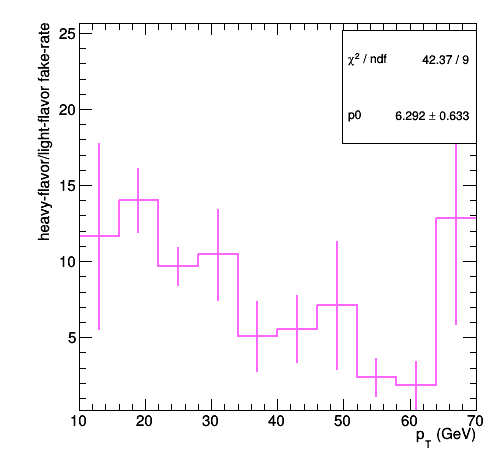 heavy-flavor/light-flavor fake-rate
25
20
15
10
5
χ² / ndf 42.37 / 9
p0 6.292 ± 0.633
10 20 30 40 50 60 70
p_T (GeV)